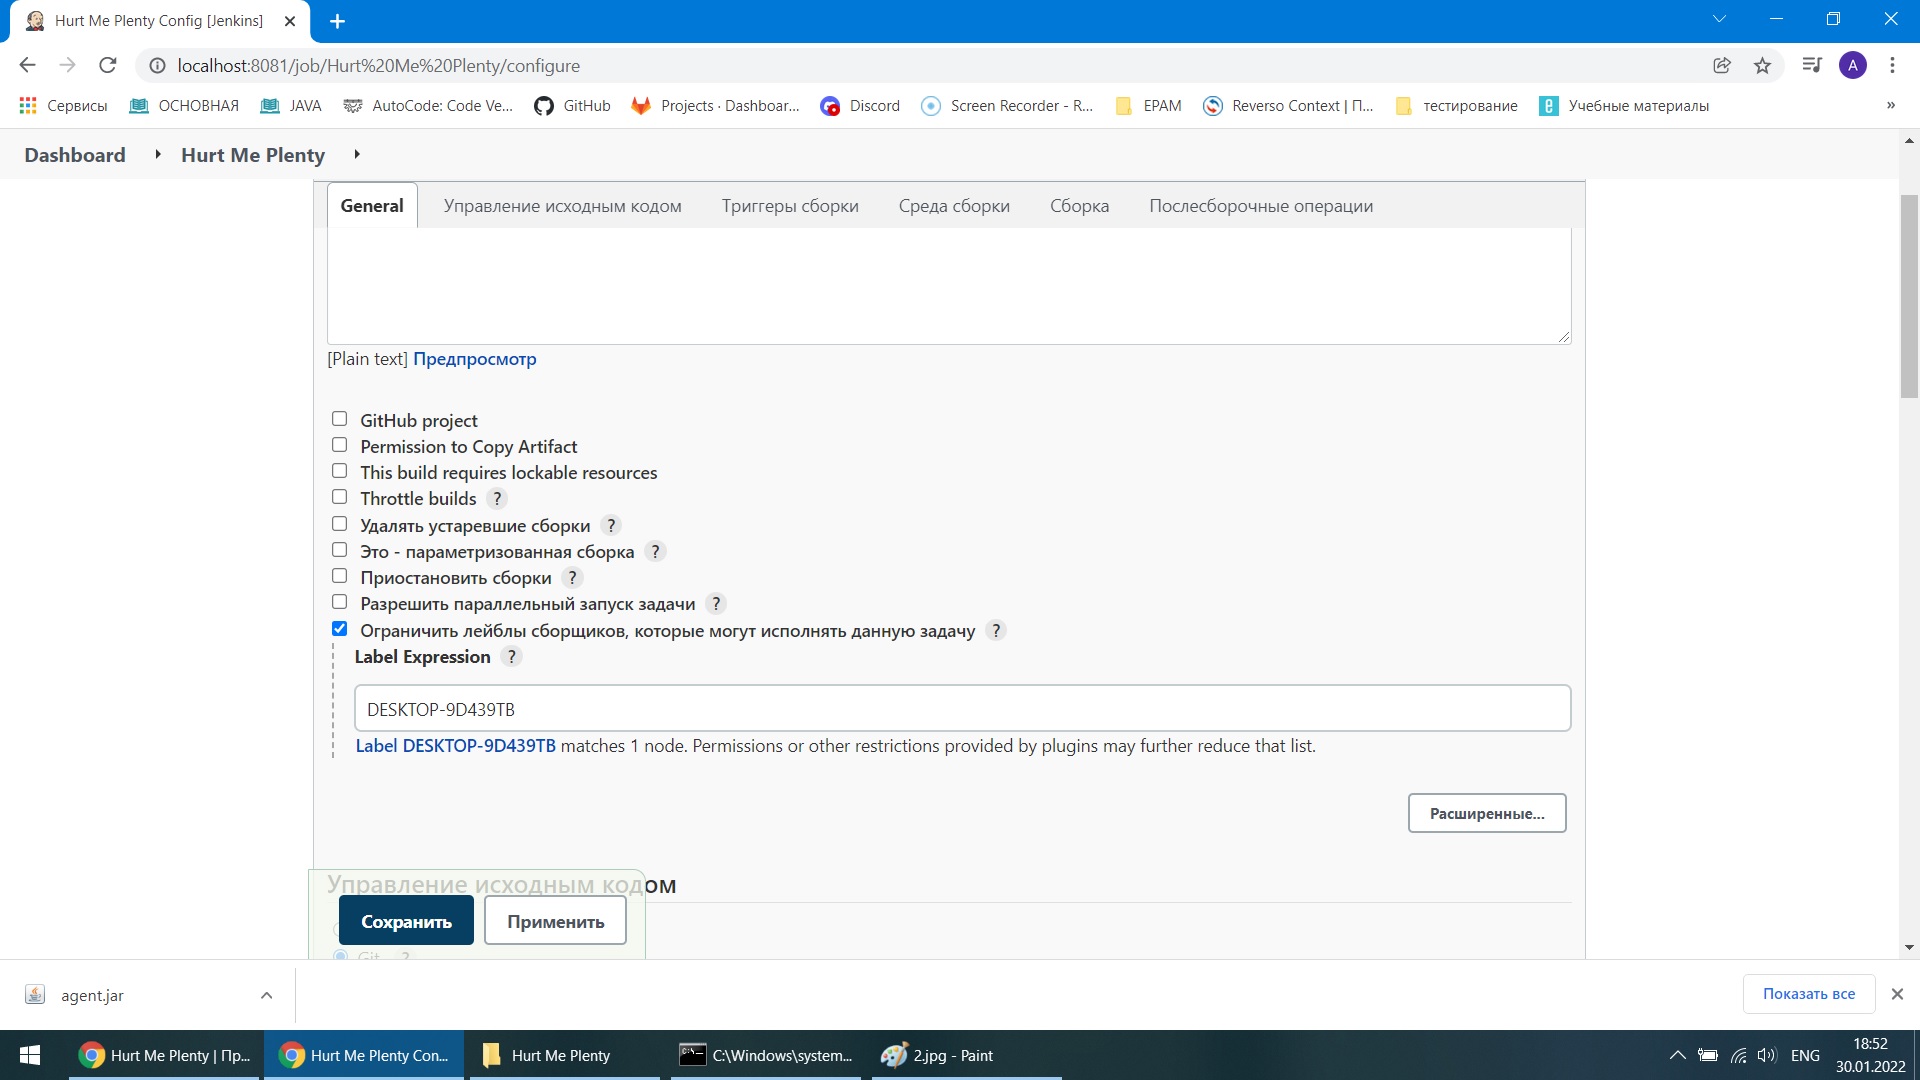 Hurt Me Plenty Config [Jenkins]
localhost:8081/job/Hurt%20Me%20Plenty/configure
A
Сервисы ОСНОВНАЯ JAVA AutoCode: Code Ve... GitHub Projects · Dashboar... Discord Screen Recorder - R... EPAM Reverso Context | П... тестирование Учебные материалы »
Dashboard Hurt Me Plenty
General Управление исходным кодом Триггеры сборки Среда сборки Сборка Послесборочные операции
[Plain text] Предпросмотр
GitHub project
Permission to Copy Artifact
This build requires lockable resources
Throttle builds ?
Удалять устаревшие сборки ?
Это - параметризованная сборка ?
Приостановить сборки ?
Разрешить параллельный запуск задачи ?
Ограничить лейблы сборщиков, которые могут исполнять данную задачу ?
Label Expression ?
DESKTOP-9D439TB
Label DESKTOP-9D439TB matches 1 node. Permissions or other restrictions provided by plugins may further reduce that list.
Расширенные...
Управление исходным кодом
Сохранить Применить
Git ?
agent.jar
Показать все
Hurt Me Plenty | Пр... Hurt Me Plenty Con... Hurt Me Plenty C:\Windows\system... 2.jpg - Paint
ENG
18:52
30.01.2022